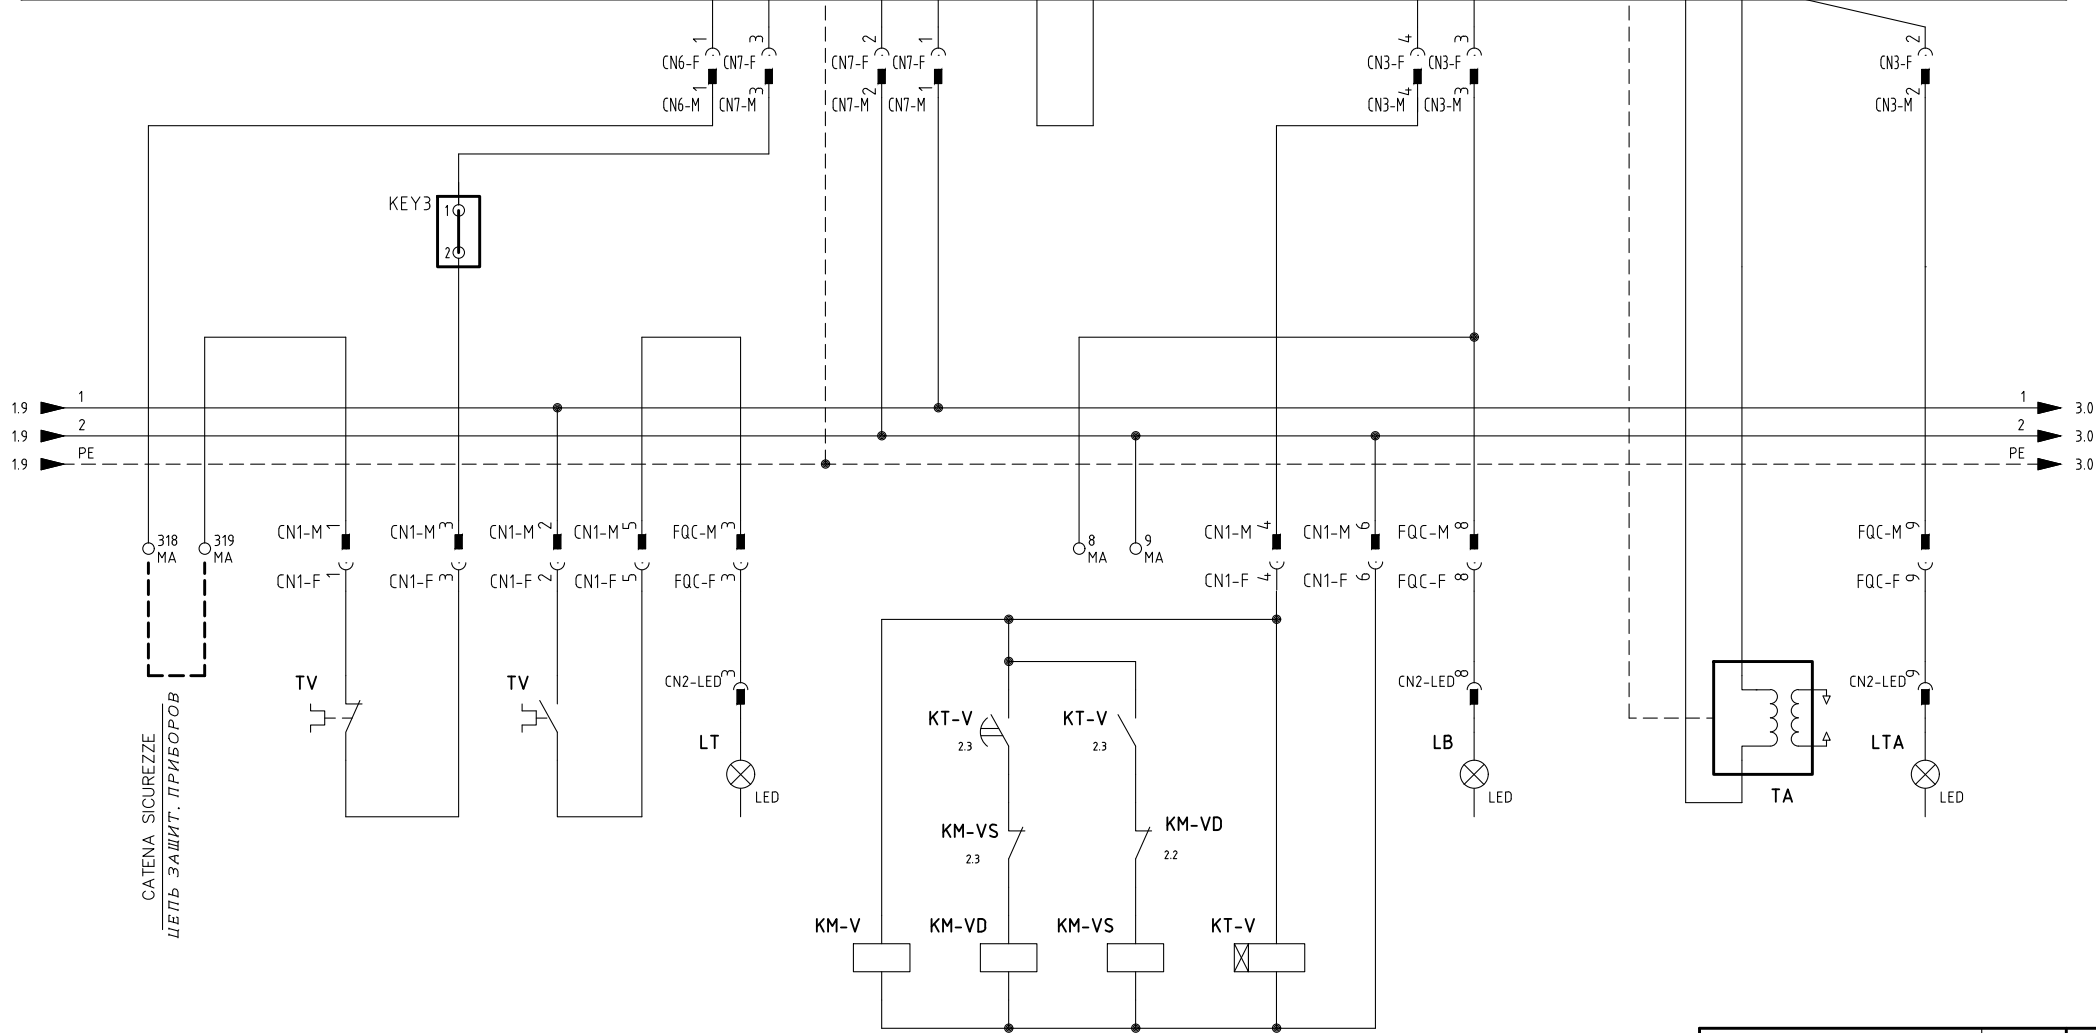 1 3 2 1 4 3 2
CN6-F CN7-F CN7-F CN7-F CN3-F CN3-F CN3-F
1 3 2 1 4 3 2
CN6-M CN7-M CN7-M CN7-M CN3-M CN3-M CN3-M
KEY3
1
2
1.9 1 1 3.0
1.9 2 2 3.0
1.9 PE PE 3.0
318 319 8 9
MA MA MA MA
1 3 2 5 3 4 6 8 9
CN1-M CN1-M CN1-M CN1-M FQC-M CN1-M CN1-M FQC-M FQC-M
CN1-F CN1-F CN1-F CN1-F FQC-F CN1-F CN1-F FQC-F FQC-F
1 3 2 5 3 4 6 8 9
3 8 9
TV TV CN2-LED CN2-LED CN2-LED
KT-V KT-V
2.3 2.3
LT LB LTA
LED LED TA LED
KM-VS KM-VD
2.3 2.2
CATENA SICUREZZE
ЦЕПЬ ЗАЩИТ. ПРИБОРОВ
KM-V KM-VD KM-VS KT-V